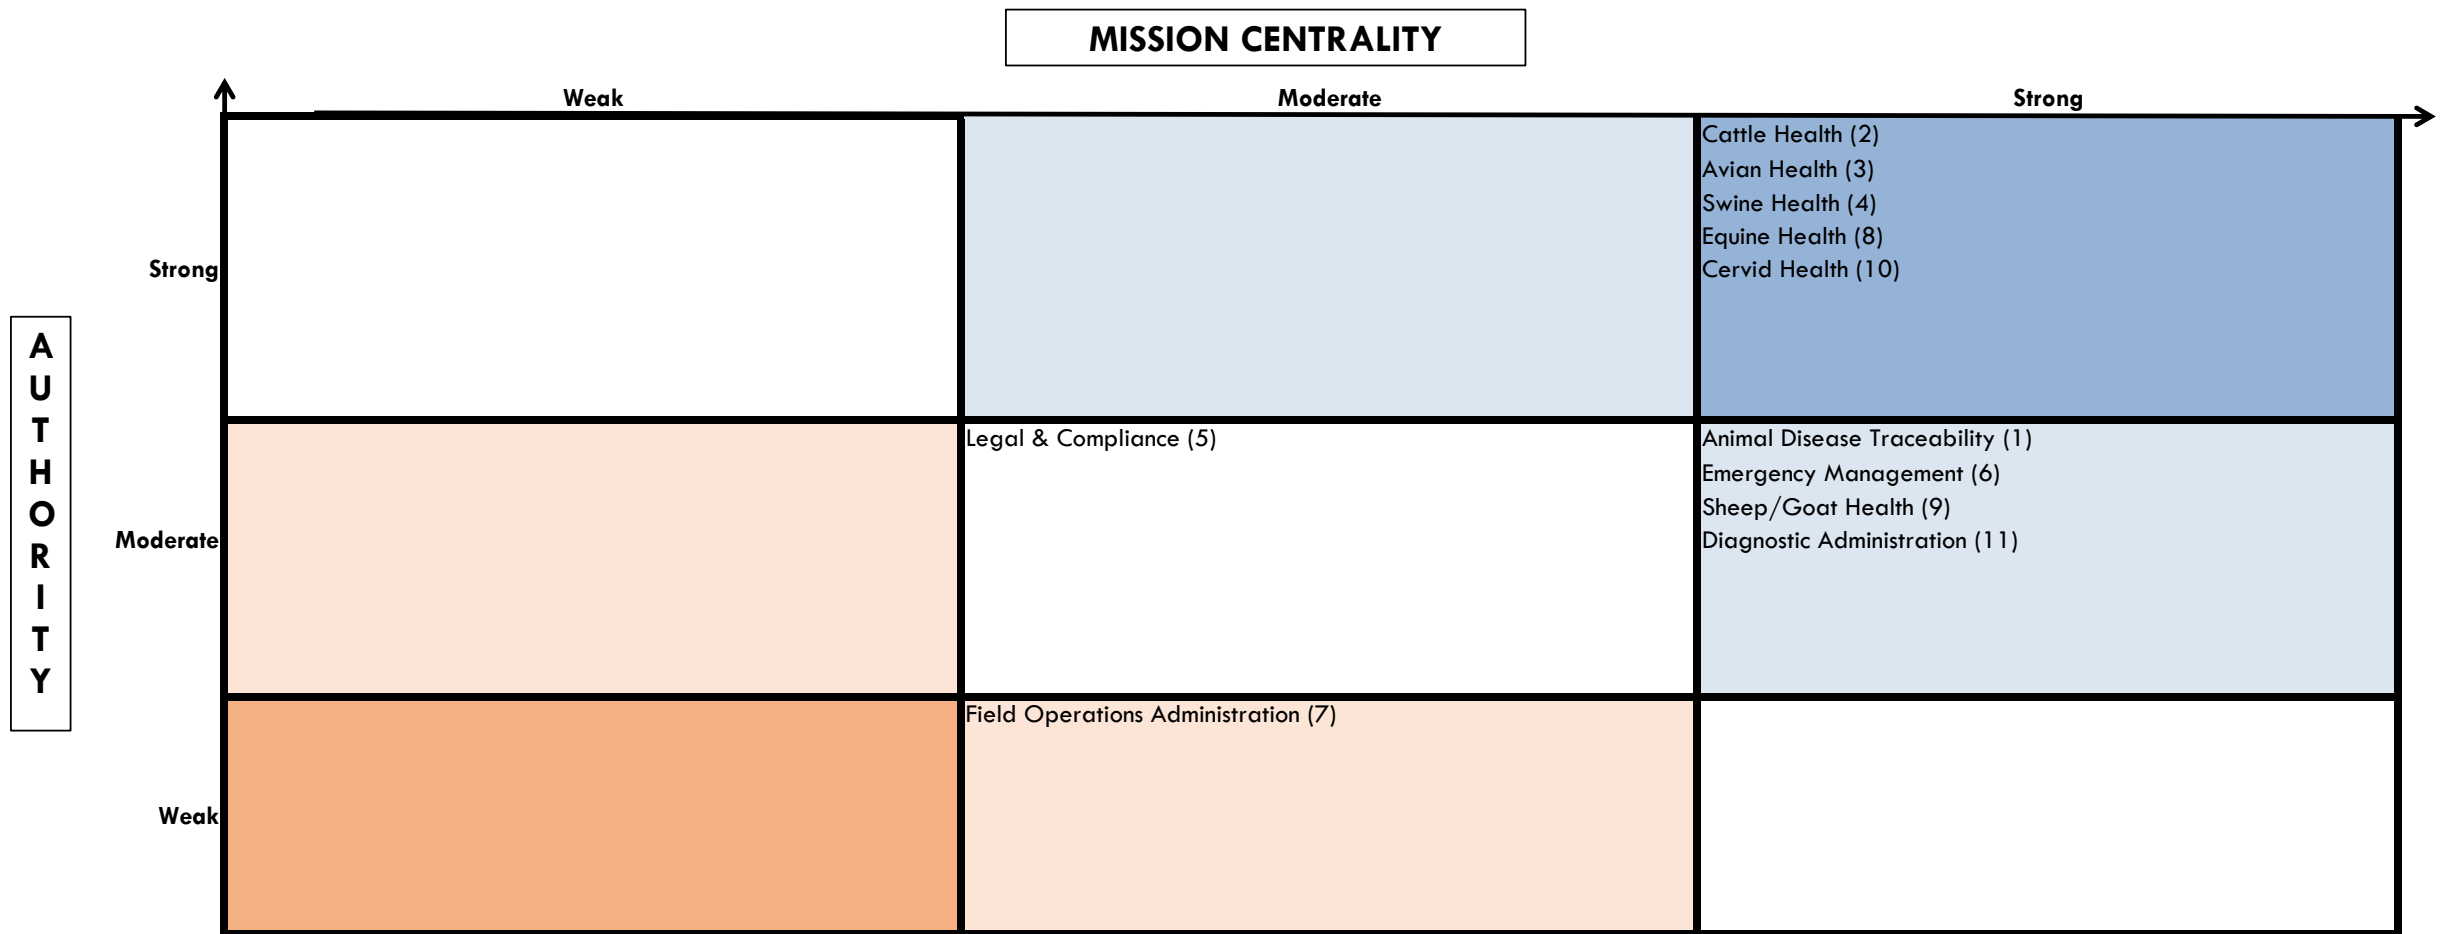 MISSION CENTRALITY
Weak
Moderate
Strong
Cattle Health (2)
Avian Health (3)
Swine Health (4)
Equine Health (8)
Strong
Cervid Health (10)
AUTHORITY
Legal & Compliance (5)
Animal Disease Traceability (1)
Emergency Management (6)
Sheep/Goat Health (9)
Moderate
Diagnostic Administration (11)
Field Operations Administration (7)
Weak